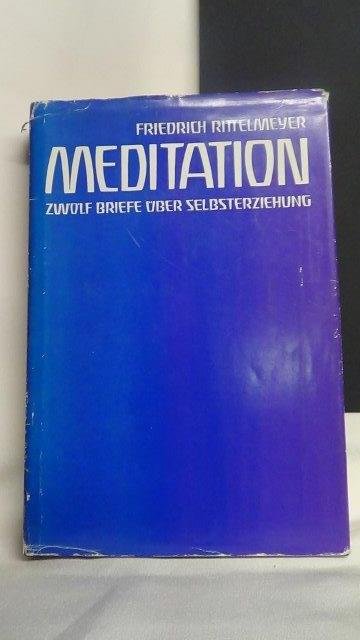 FRIEDRICH RITTELMEYER
MEDITATION
ZWÖLF BRIEFE ÜBER SELBSTERZIEHUNG